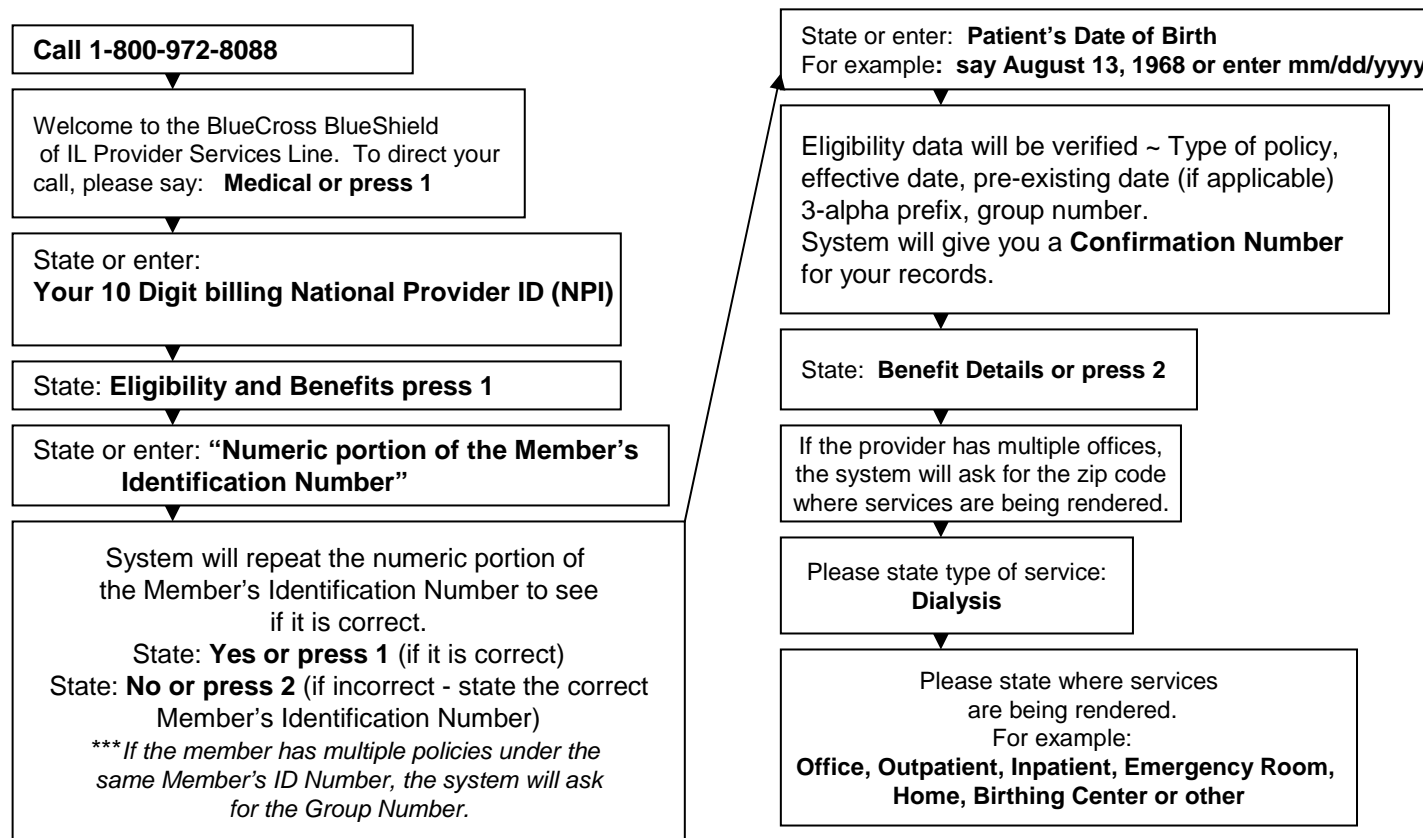 Call 1-800-972-8088
Welcome to the BlueCross BlueShield
of IL Provider Services Line. To direct your
call, please say: Medical or press 1
State or enter:
Your 10 Digit billing National Provider ID (NPI)
State: Eligibility and Benefits press 1
State or enter: “Numeric portion of the Member’s
Identification Number”
System will repeat the numeric portion of
the Member’s Identification Number to see
if it is correct.
State: Yes or press 1 (if it is correct)
State: No or press 2 (if incorrect - state the correct
Member’s Identification Number)
***If the member has multiple policies under the
same Member’s ID Number, the system will ask
for the Group Number.
State or enter: Patient’s Date of Birth
For example: say August 13, 1968 or enter mm/dd/yyyy
Eligibility data will be verified ~ Type of policy,
effective date, pre-existing date (if applicable)
3-alpha prefix, group number.
System will give you a Confirmation Number
for your records.
State: Benefit Details or press 2
If the provider has multiple offices,
the system will ask for the zip code
where services are being rendered.
Please state type of service:
Dialysis
Please state where services
are being rendered.
For example:
Office, Outpatient, Inpatient, Emergency Room,
Home, Birthing Center or other